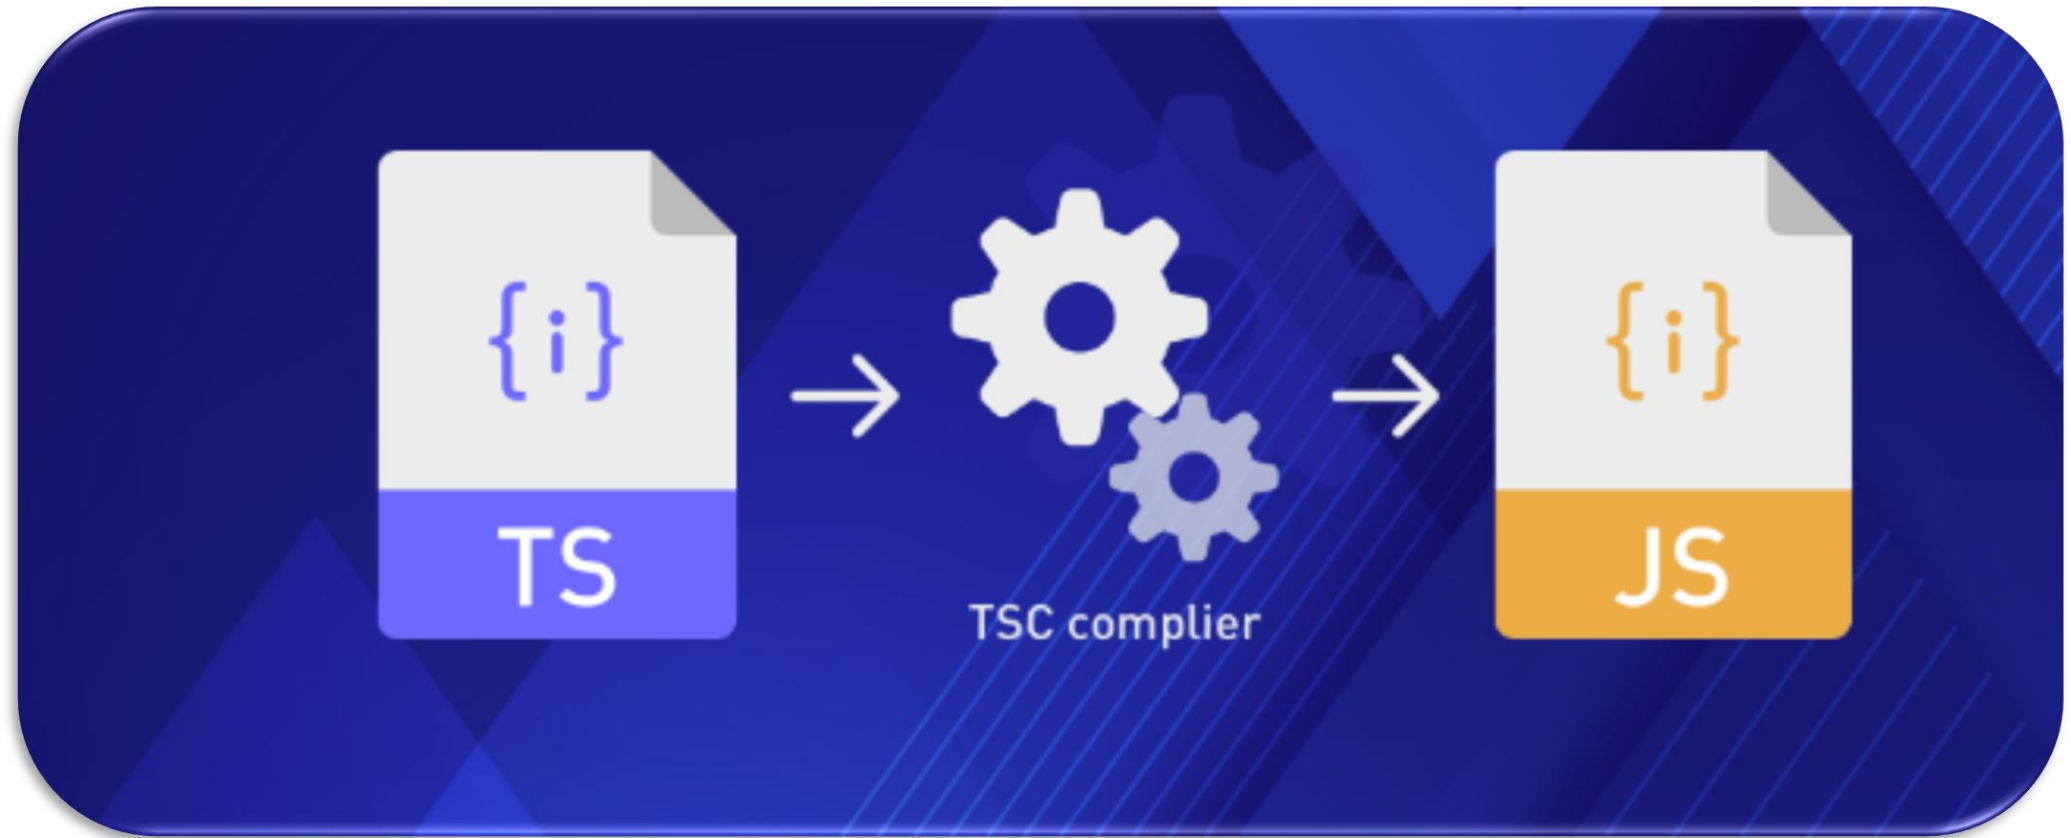 {i}
TS
TSC complier
{i}
JS